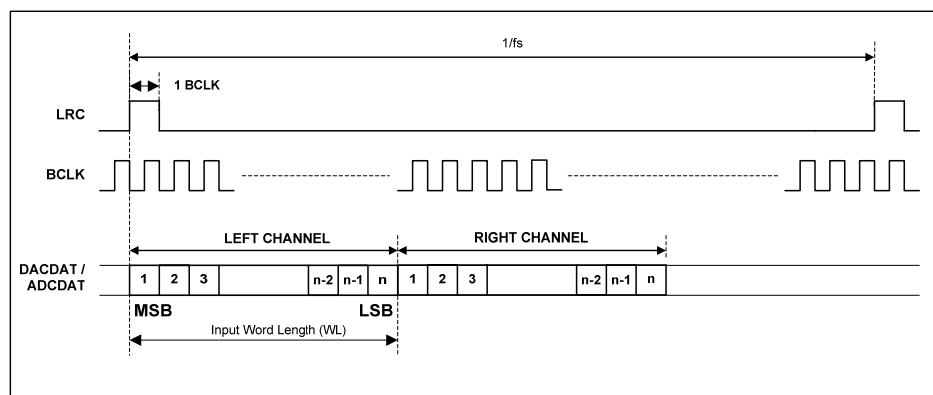 1/fs
1 BCLK
LRC
BCLK
LEFT CHANNEL
RIGHT CHANNEL
DACDAT /
ADCDAT
1 2 3 n-2 n-1 n 1 2 3 n-2 n-1 n
MSB
LSB
Input Word Length (WL)